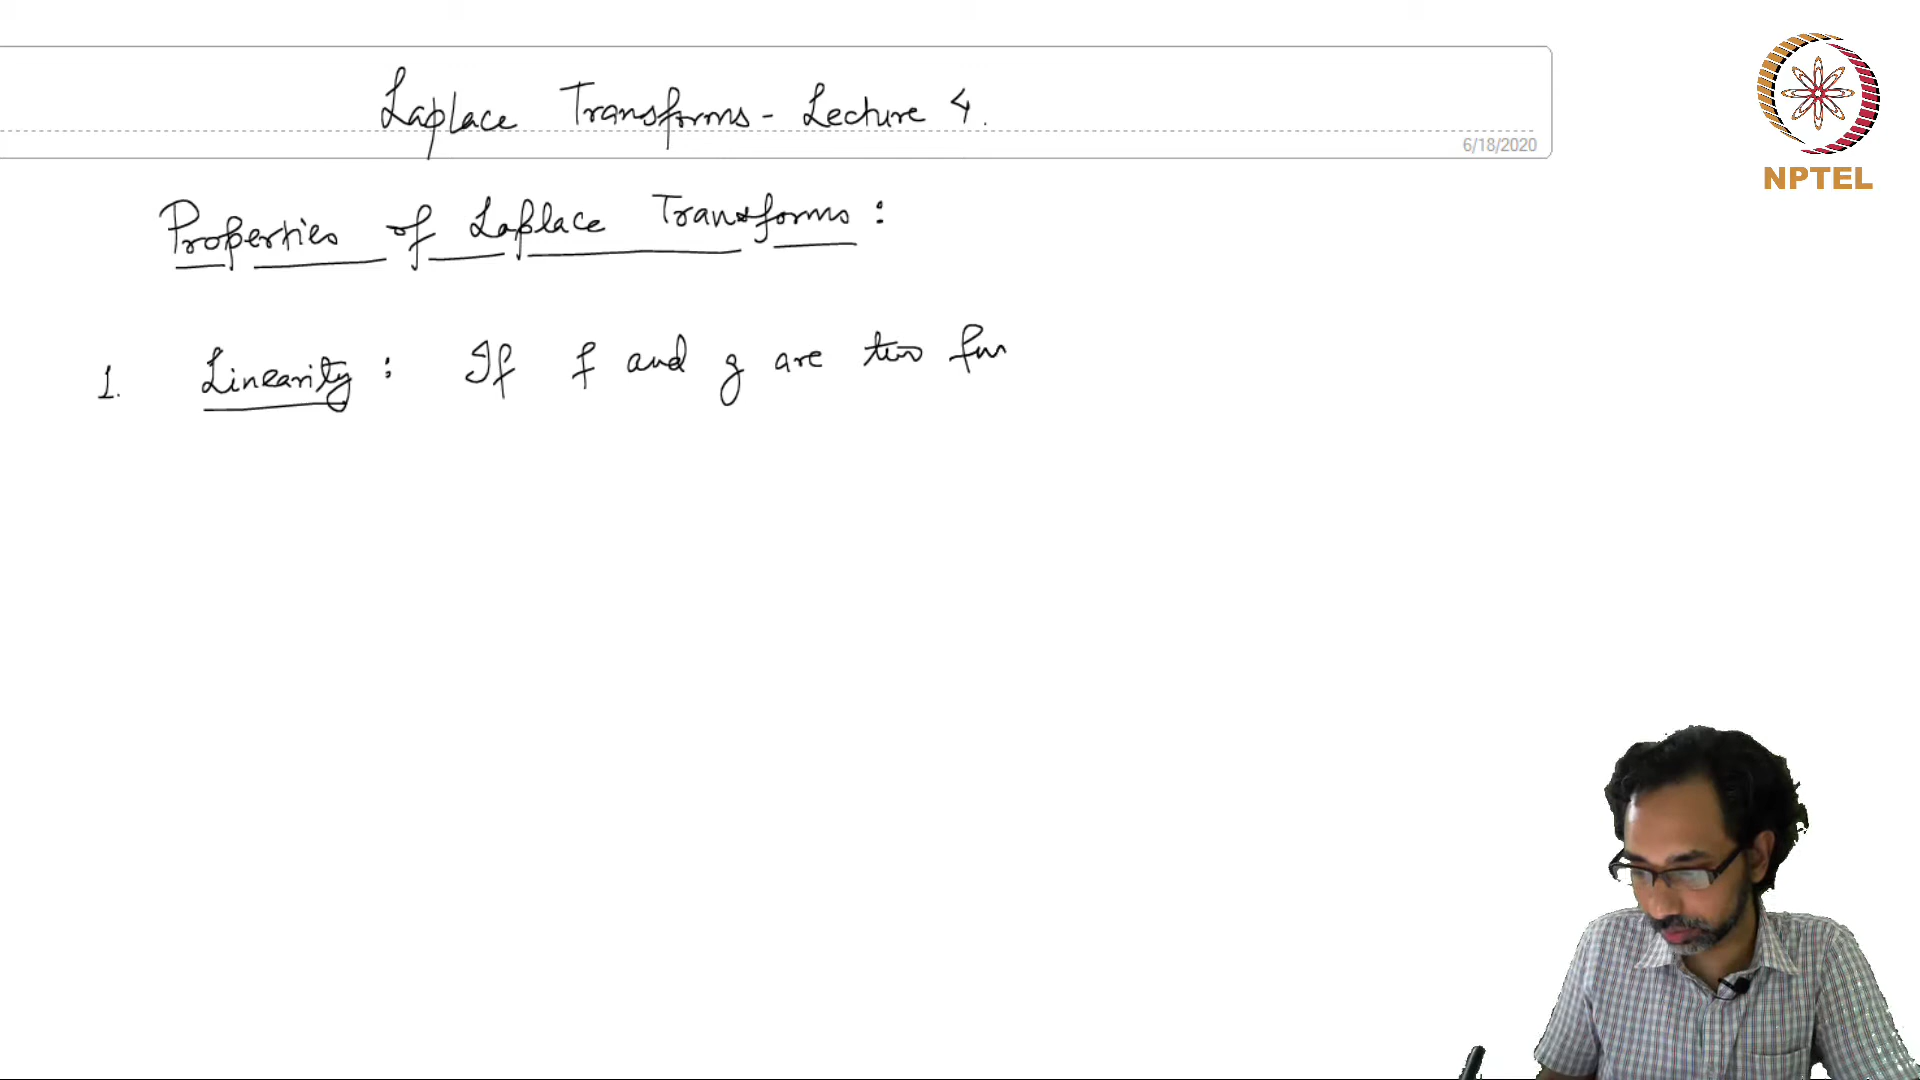 Laplace Transforms - Lecture 4.
6/18/2020
NPTEL
Properties of Laplace Transforms :
1. Linearity : If f and g are two fun